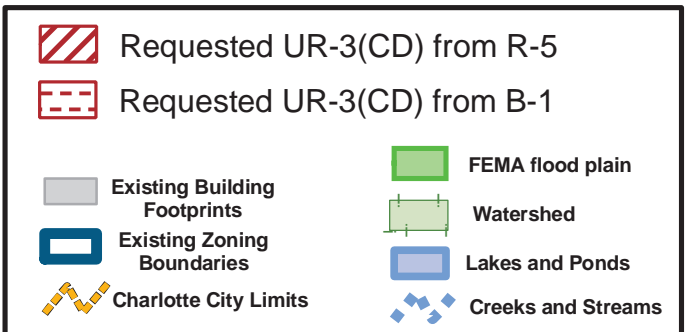 Requested UR-3(CD) from R-5
Requested UR-3(CD) from B-1
Existing Building
Footprints
Existing Zoning
Boundaries
Charlotte City Limits
FEMA flood plain
Watershed
Lakes and Ponds
Creeks and Streams